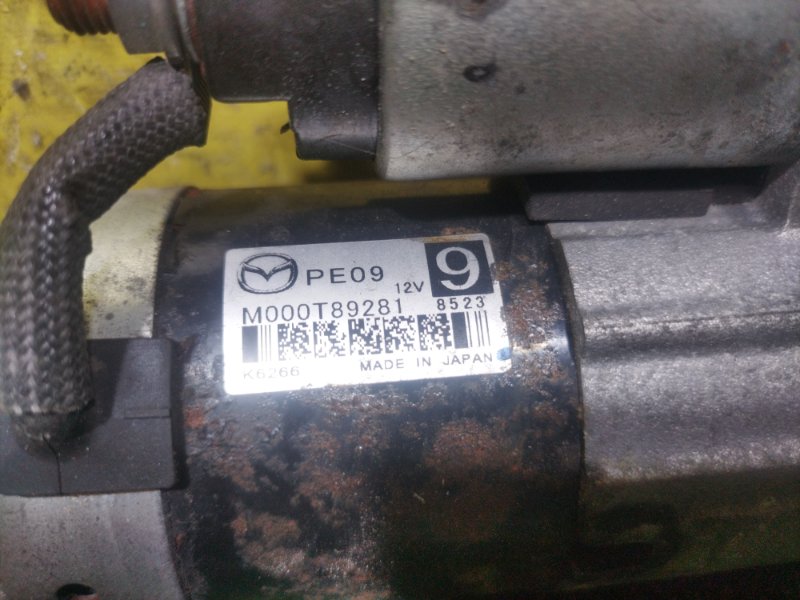 PE09 12V 9
M000T89281 8523
K6266 MADE IN JAPAN